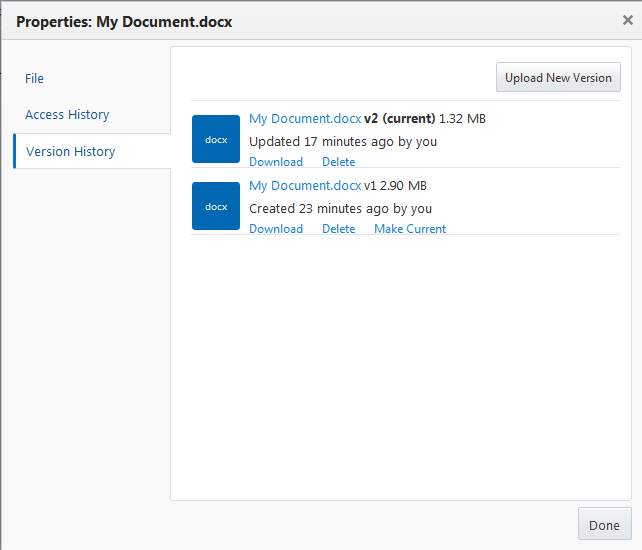 Properties: My Document.docx
File
Access History
Version History
Upload New Version
docx
My Document.docx v2 (current) 1.32 MB
Updated 17 minutes ago by you
Download Delete
docx
My Document.docx v1 2.90 MB
Created 23 minutes ago by you
Download Delete Make Current
Done